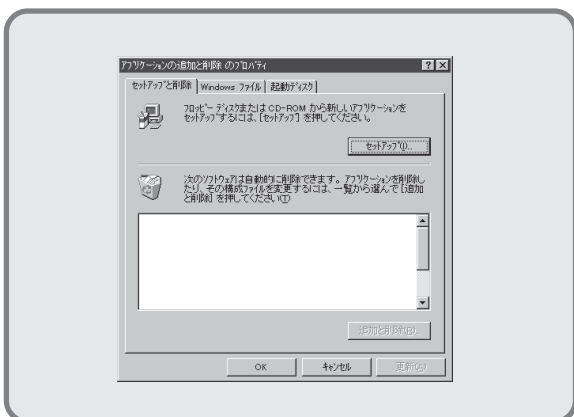 アプリケーションの追加と削除 のプロパティ
セットアップと削除 Windows ファイル 起動ディスク
フロッピー ディスクまたは CD-ROM から新しいアプリケーションを
セットアップするには、[セットアップ] を押してください。
セットアップ(I)...
次のソフトウェアは自動的に削除できます。アプリケーションを削除し
たり、その構成ファイルを変更するには、一覧から選んで [追加
と削除] を押してください(T)
追加と削除(R)...
OK キャンセル 更新(A)